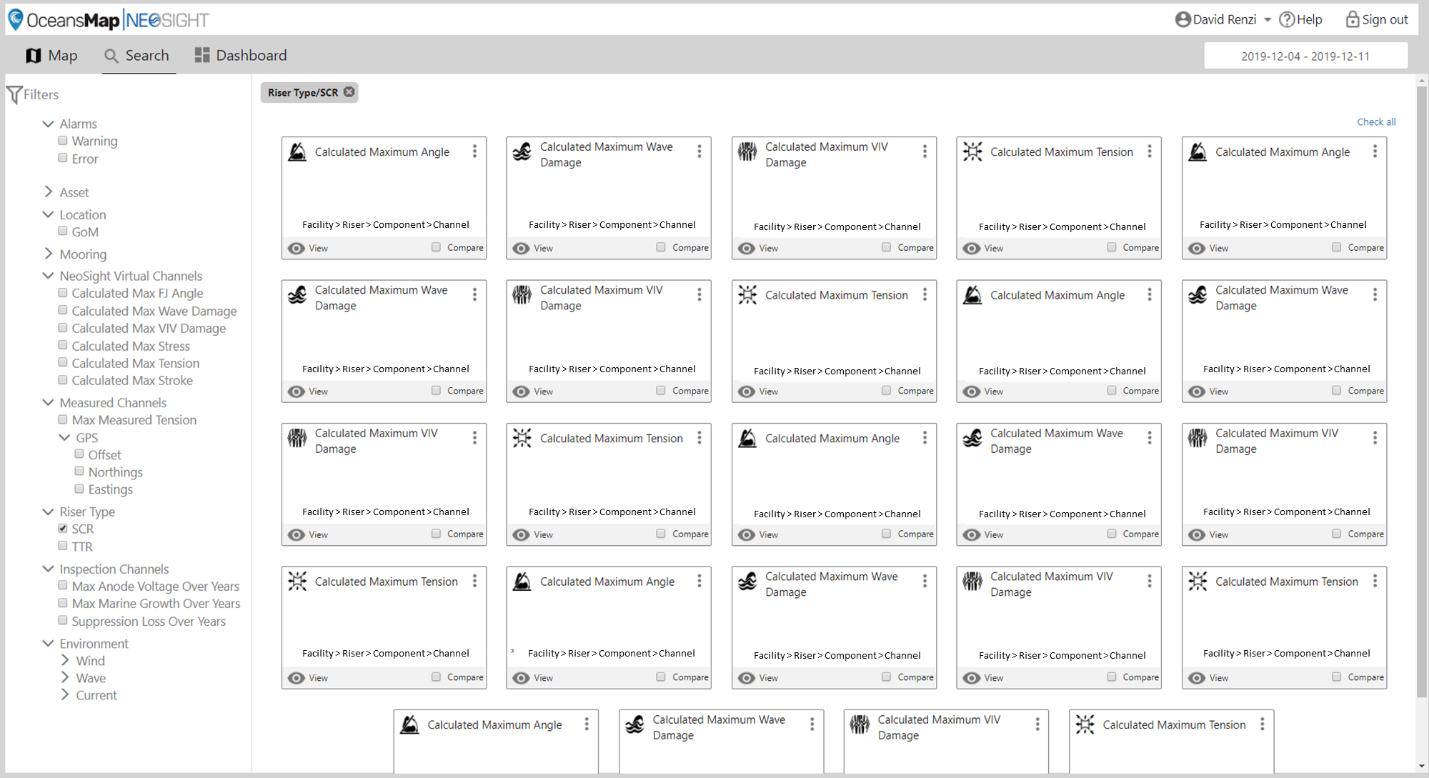 OceansMap|NEOSIGHT
David Renzi
Help
Sign out
Map
Search
Dashboard
2019-12-04 - 2019-12-11
Filters
Alarms
Warning
Error
Asset
Location
GoM
Mooring
NeoSight Virtual Channels
Calculated Max FJ Angle
Calculated Max Wave Damage
Calculated Max VIV Damage
Calculated Max Stress
Calculated Max Tension
Calculated Max Stroke
Measured Channels
Max Measured Tension
GPS
Offset
Northings
Eastings
Riser Type
SCR
TTR
Inspection Channels
Max Anode Voltage Over Years
Max Marine Growth Over Years
Suppression Loss Over Years
Environment
Wind
Wave
Current
Riser Type/SCR
Check all
Calculated Maximum Angle
Facility > Riser > Component > Channel
View
Compare
Calculated Maximum Wave
Damage
Facility > Riser > Component > Channel
View
Compare
Calculated Maximum VIV
Damage
Facility > Riser > Component > Channel
View
Compare
Calculated Maximum Tension
Facility > Riser > Component > Channel
View
Compare
Calculated Maximum Angle
Facility > Riser > Component > Channel
View
Compare
Calculated Maximum Wave
Damage
Facility > Riser > Component > Channel
View
Compare
Calculated Maximum VIV
Damage
Facility > Riser > Component > Channel
View
Compare
Calculated Maximum Tension
Facility > Riser > Component > Channel
View
Compare
Calculated Maximum Angle
Facility > Riser > Component > Channel
View
Compare
Calculated Maximum Wave
Damage
Facility > Riser > Component > Channel
View
Compare
Calculated Maximum VIV
Damage
Facility > Riser > Component > Channel
View
Compare
Calculated Maximum Tension
Facility > Riser > Component > Channel
View
Compare
Calculated Maximum Angle
Facility > Riser > Component > Channel
View
Compare
Calculated Maximum Wave
Damage
Facility > Riser > Component > Channel
View
Compare
Calculated Maximum VIV
Damage
Facility > Riser > Component > Channel
View
Compare
Calculated Maximum Tension
Facility > Riser > Component > Channel
View
Compare
Calculated Maximum Angle
x Facility > Riser > Component > Channel
View
Compare
Calculated Maximum Wave
Damage
Facility > Riser > Component > Channel
View
Compare
Calculated Maximum VIV
Damage
Facility > Riser > Component > Channel
View
Compare
Calculated Maximum Tension
Facility > Riser > Component > Channel
View
Compare
Calculated Maximum Angle
Calculated Maximum Wave
Damage
Calculated Maximum VIV
Damage
Calculated Maximum Tension